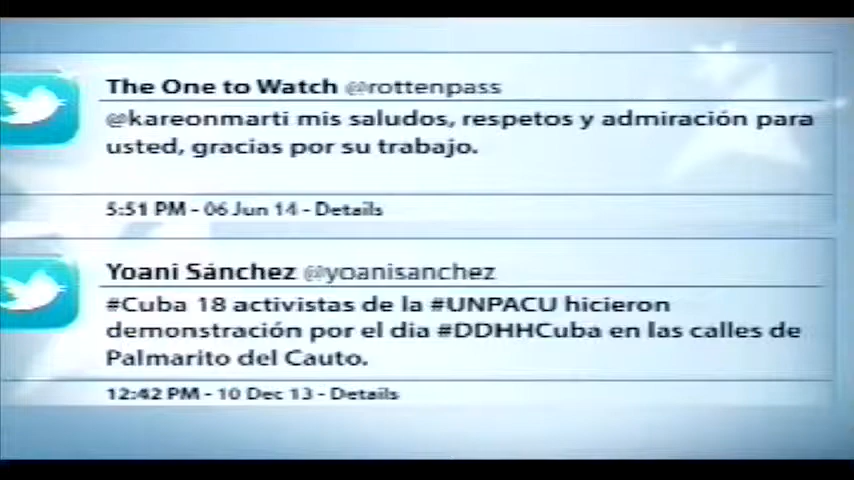 The One to Watch @rottenpass
@kareonmarti mis saludos, respetos y admiración para
usted, gracias por su trabajo.
5:51 PM - 06 Jun 14 - Details
Yoani Sánchez @yoanisanchez
#Cuba 18 activistas de la #UNPACU hicieron
demonstración por el dia #DDHHCuba en las calles de
Palmarito del Cauto.
12:42 PM - 10 Dec 13 - Details